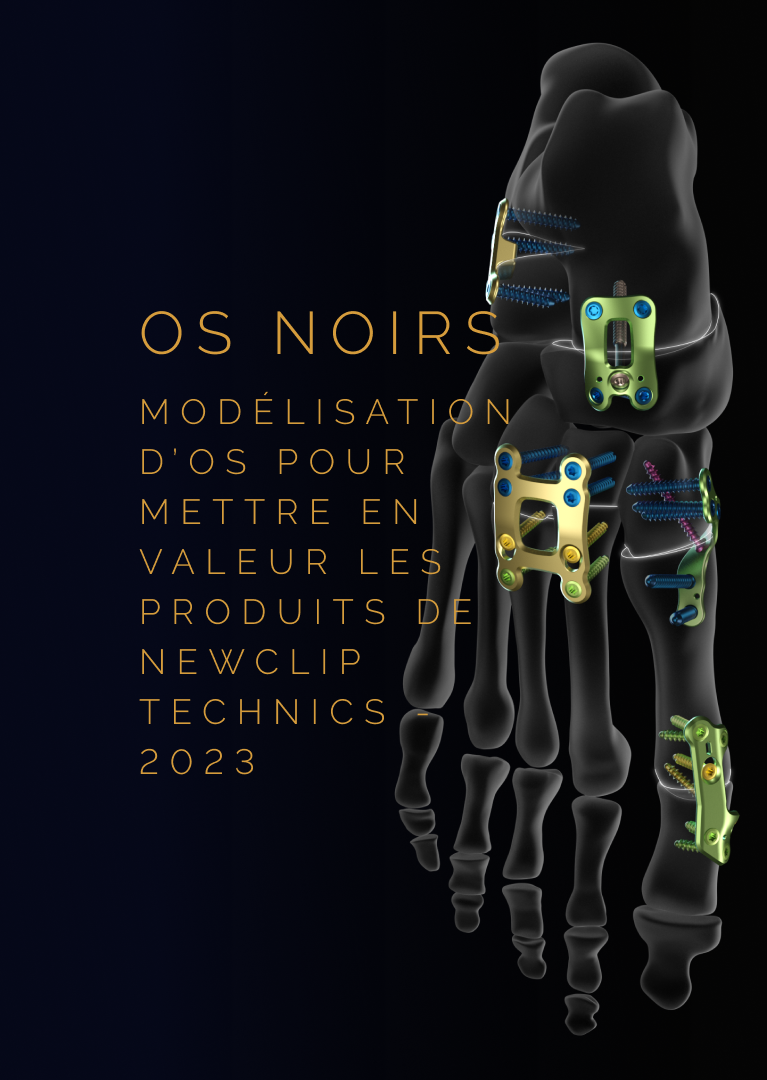 OS NOIRS
MODÉLISATION
D'OS POUR
METTRE EN
VALEUR LES
PRODUITS DE
NEWCLIP
TECHNICS -
2023